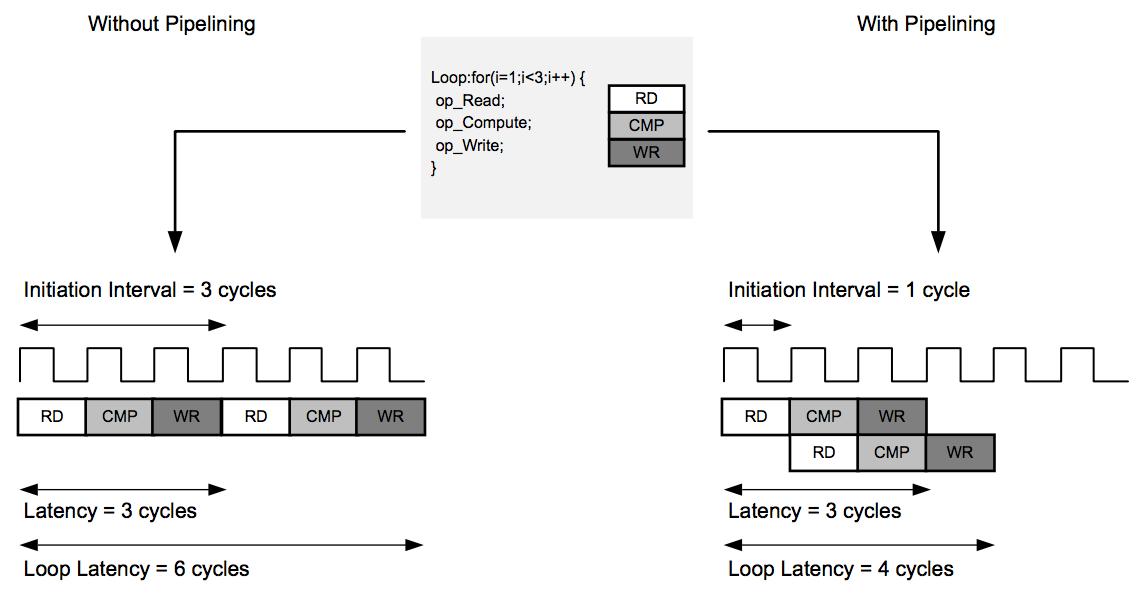 Without Pipelining
With Pipelining
Loop:for(i=1;i<3;i++) {
op_Read;
op_Compute;
op_Write;
}
RD
CMP
WR
Initiation Interval = 3 cycles
RD CMP WR RD CMP WR
Latency = 3 cycles
Loop Latency = 6 cycles
Initiation Interval = 1 cycle
RD CMP WR
RD CMP WR
Latency = 3 cycles
Loop Latency = 4 cycles